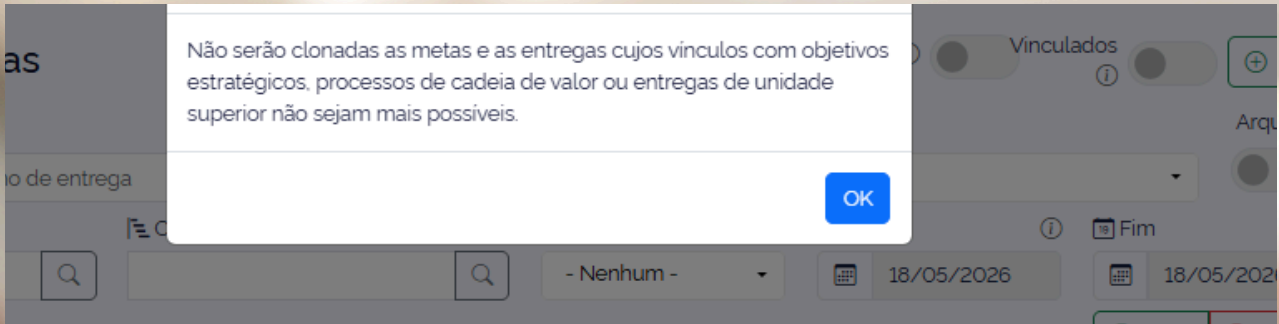 Não serão clonadas as metas e as entregas cujos vínculos com objetivos
estratégicos, processos de cadeia de valor ou entregas de unidade
superior não sejam mais possíveis.
OK
as
Vinculados
de entrega
- Nenhum -
18/05/2026
Fim
18/05/202